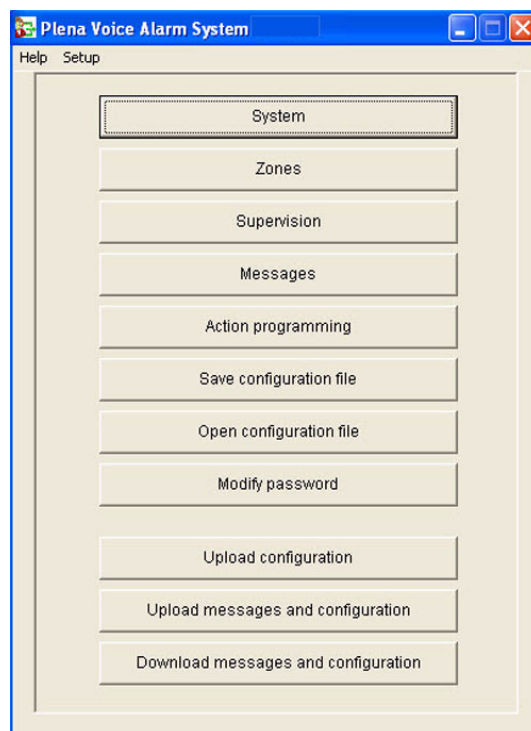 Plena Voice Alarm System
Help Setup
System
Zones
Supervision
Messages
Action programming
Save configuration file
Open configuration file
Modify password
Upload configuration
Upload messages and configuration
Download messages and configuration